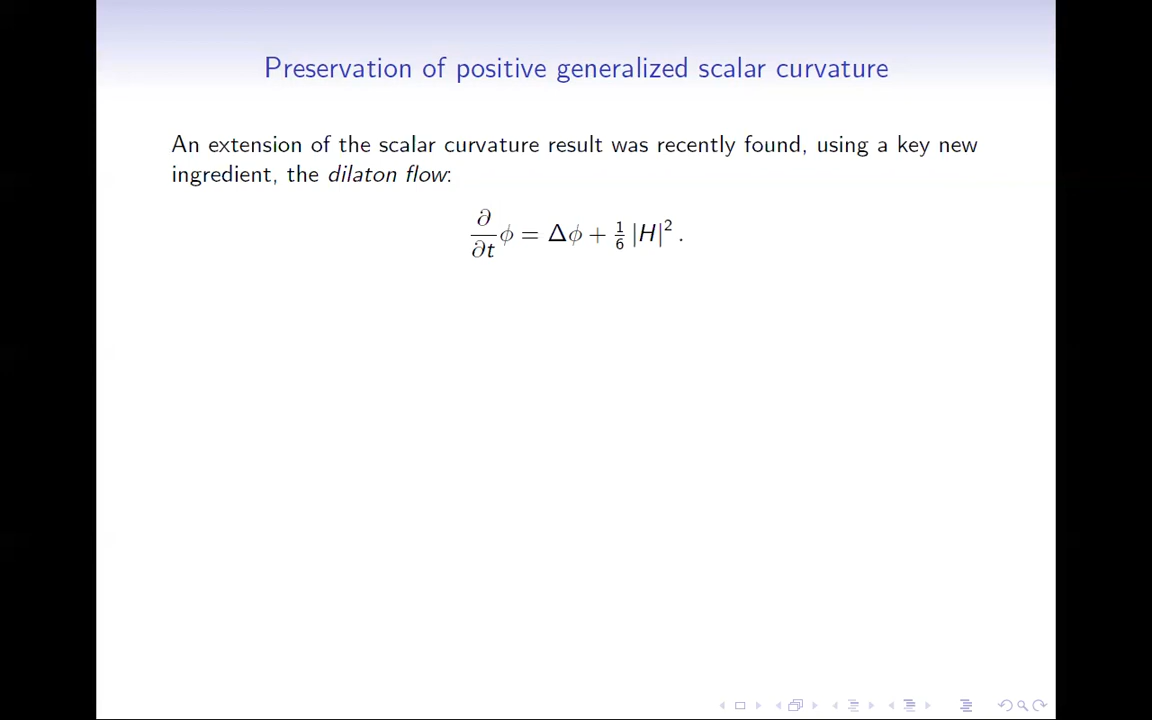 Preservation of positive generalized scalar curvature
An extension of the scalar curvature result was recently found, using a key new
ingredient, the dilaton flow:
∂/∂t ϕ = Δϕ + 1/6 |H|² .